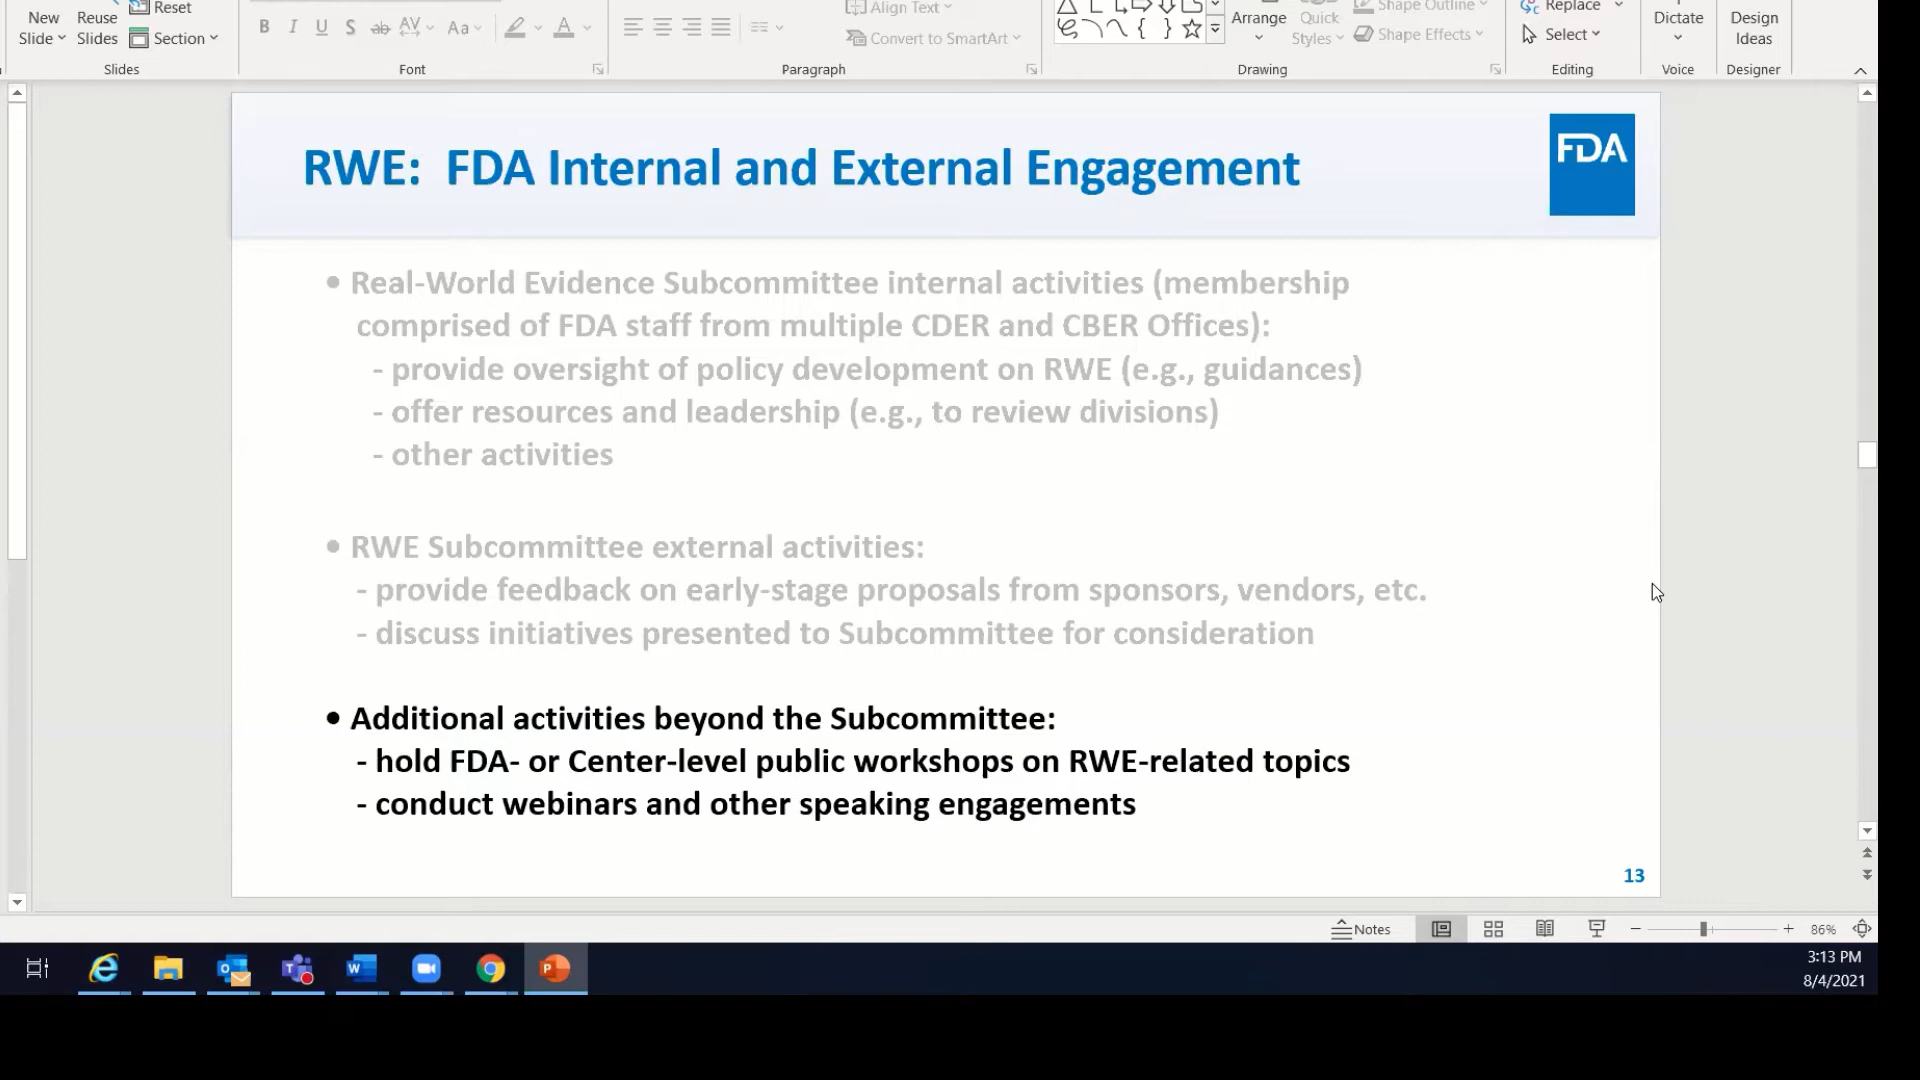 New
Slide
Reuse
Slides
Reset
Section
Slides
B I U S ab AV Aa A
Font
Paragraph
Align Text
Convert to SmartArt
Arrange
Quick
Styles
Shape Outline
Shape Effects
Drawing
Replace
Select
Editing
Dictate
Voice
Design
Ideas
Designer
RWE: FDA Internal and External Engagement
FDA
• Real-World Evidence Subcommittee internal activities (membership
comprised of FDA staff from multiple CDER and CBER Offices):
- provide oversight of policy development on RWE (e.g., guidances)
- offer resources and leadership (e.g., to review divisions)
- other activities
• RWE Subcommittee external activities:
- provide feedback on early-stage proposals from sponsors, vendors, etc.
- discuss initiatives presented to Subcommittee for consideration
• Additional activities beyond the Subcommittee:
- hold FDA- or Center-level public workshops on RWE-related topics
- conduct webinars and other speaking engagements
13
Notes
86%
3:13 PM
8/4/2021